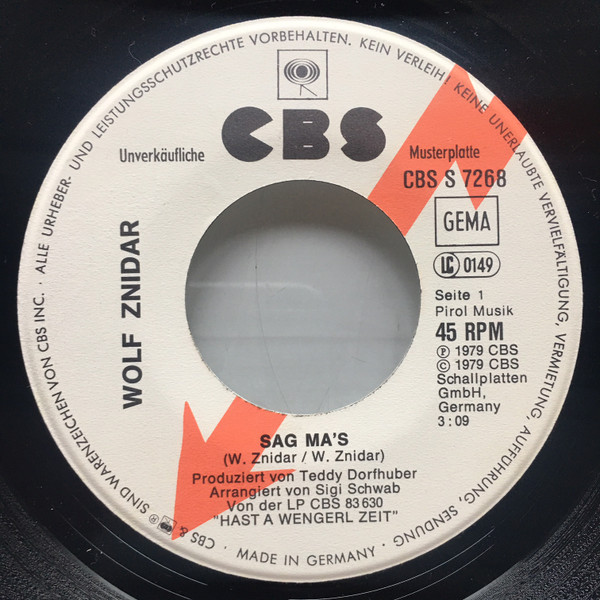 · ALLE URHEBER- UND LEISTUNGSSCHUTZRECHTE VORBEHALTEN. KEIN VERLEIH! KEINE UNERLAUBTE VERVIELFÄLTIGUNG, VERMIETUNG, AUFFÜHRUNG, SENDUNG ·
CBS
Unverkäufliche
Musterplatte
CBS S 7268
GEMA
LC 0149
WOLF ZNIDAR
Seite 1
Pirol Musik
45 RPM
Ⓟ 1979 CBS
© 1979 CBS
Schallplatten
GmbH,
Germany
3:09
SAG MA'S
(W. Znidar / W. Znidar)
Produziert von Teddy Dorfhuber
Arrangiert von Sigi Schwab
Von der LP CBS 83 630
"HAST A WENGERL ZEIT"
· MADE IN GERMANY ·
CBS & ® SIND WARENZEICHEN VON CBS INC.